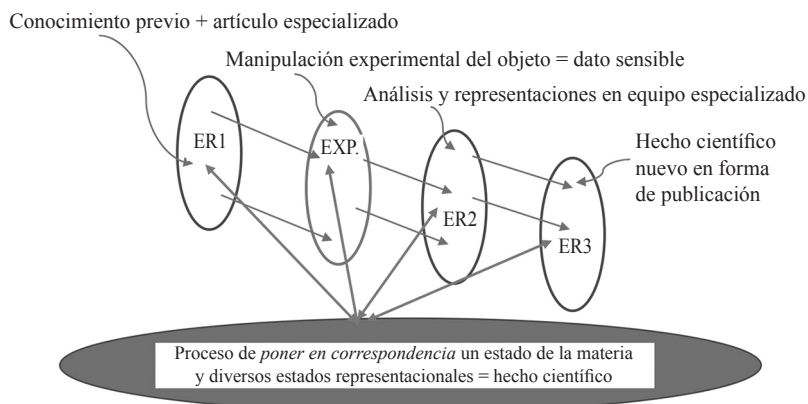 Conocimiento previo + artículo especializado
Manipulación experimental del objeto = dato sensible
Análisis y representaciones en equipo especializado
Hecho científico
nuevo en forma
de publicación
ER1
EXP.
ER2
ER3
Proceso de poner en correspondencia un estado de la materia
y diversos estados representacionales = hecho científico